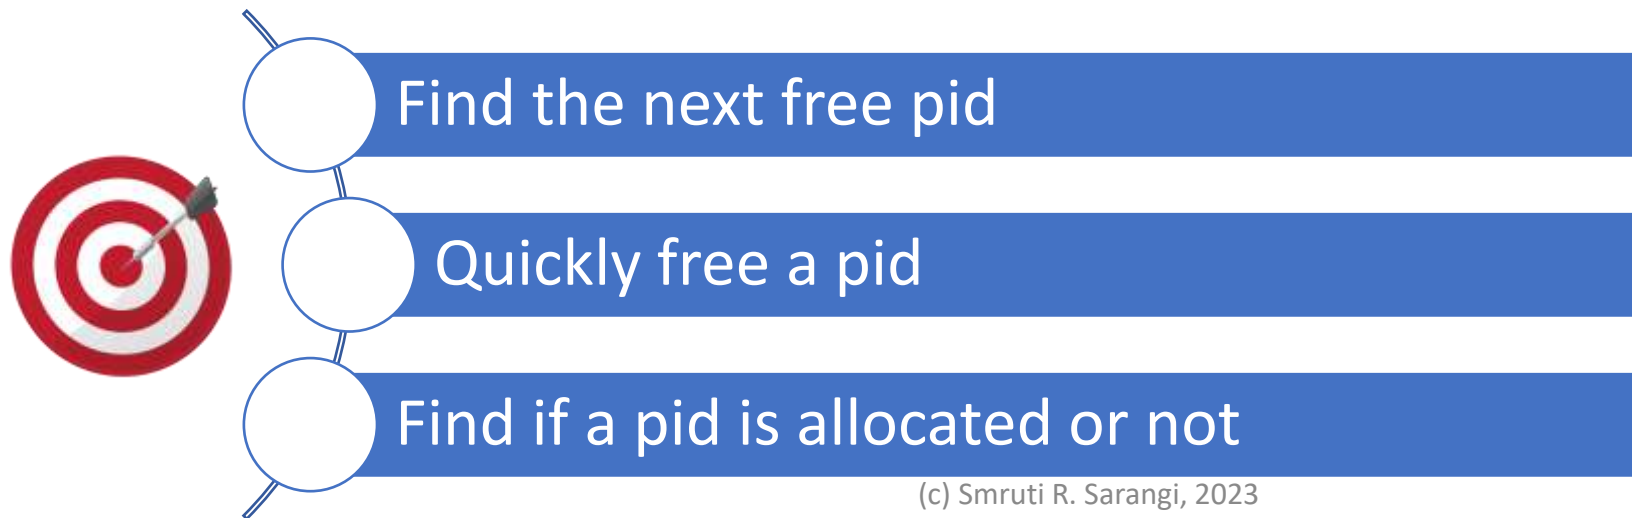 Find the next free pid
Quickly free a pid
Find if a pid is allocated or not
(c) Smruti R. Sarangi, 2023